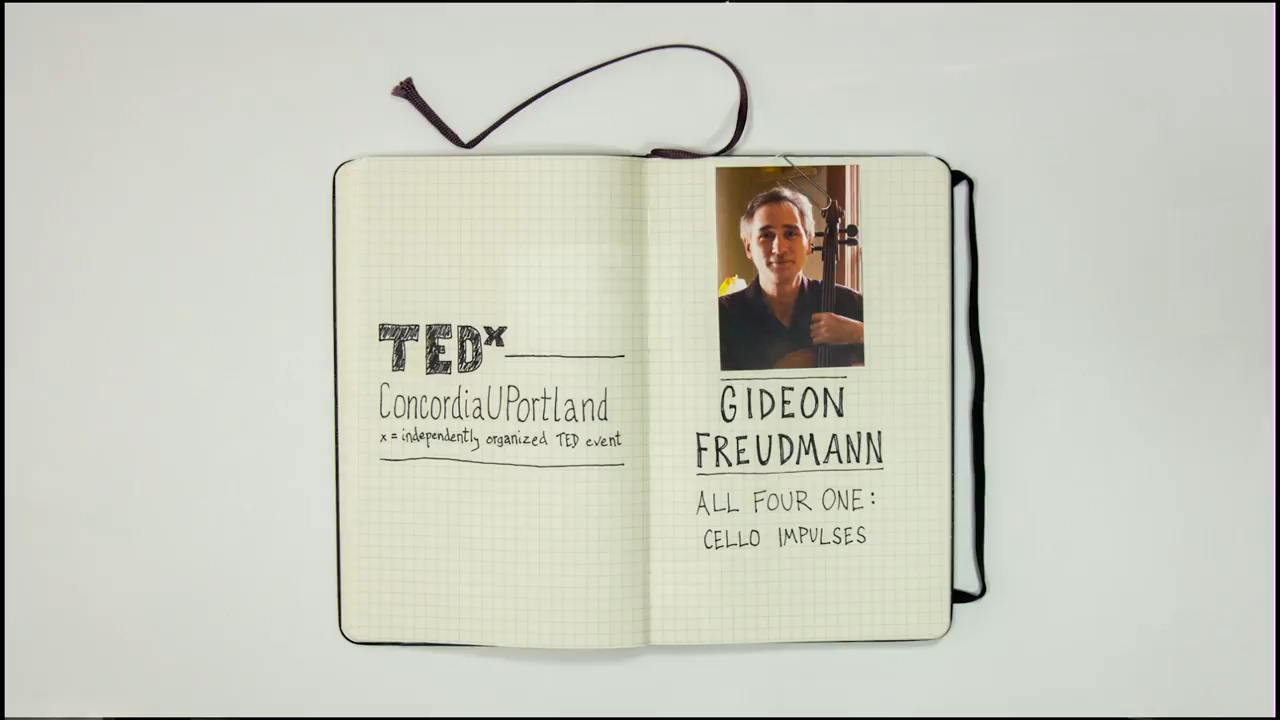 TEDx
ConcordiaUPortland
x = independently organized TED event
GIDEON
FREUDMANN
ALL FOUR ONE:
CELLO IMPULSES